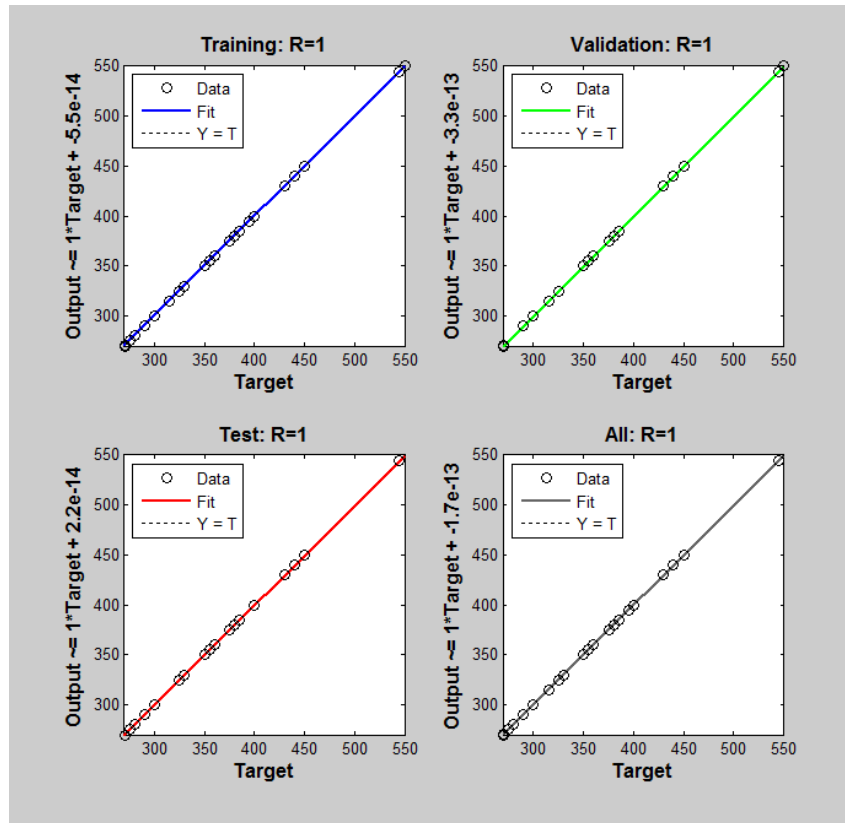 Training: R=1
Output ~= 1*Target + -5.5e-14
550
500
450
400
350
300
Data
Fit
Y = T
300 350 400 450 500 550
Target
Validation: R=1
Output ~= 1*Target + -3.3e-13
550
500
450
400
350
300
Data
Fit
Y = T
300 350 400 450 500 550
Target
Test: R=1
Output ~= 1*Target + 2.2e-14
550
500
450
400
350
300
Data
Fit
Y = T
300 350 400 450 500 550
Target
All: R=1
Output ~= 1*Target + -1.7e-13
550
500
450
400
350
300
Data
Fit
Y = T
300 350 400 450 500 550
Target